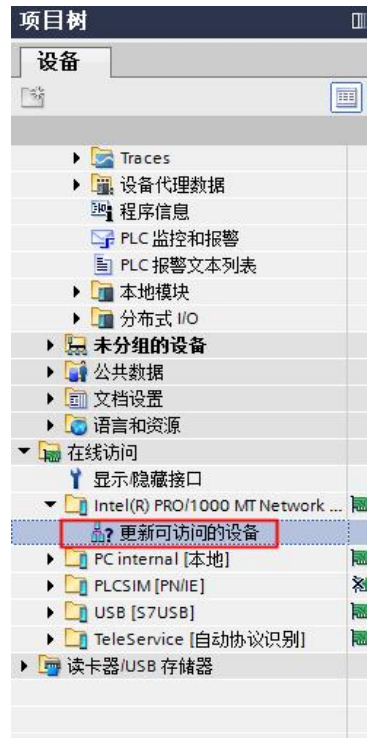 项目树
设备
Traces
设备代理数据
程序信息
PLC 监控和报警
PLC 报警文本列表
本地模块
分布式 I/O
未分组的设备
公共数据
文档设置
语言和资源
在线访问
显示/隐藏接口
Intel(R) PRO/1000 MT Network ...
更新可访问的设备
PC internal [本地]
PLCSIM [PN/IE]
USB [S7USB]
TeleService [自动协议识别]
读卡器/USB 存储器